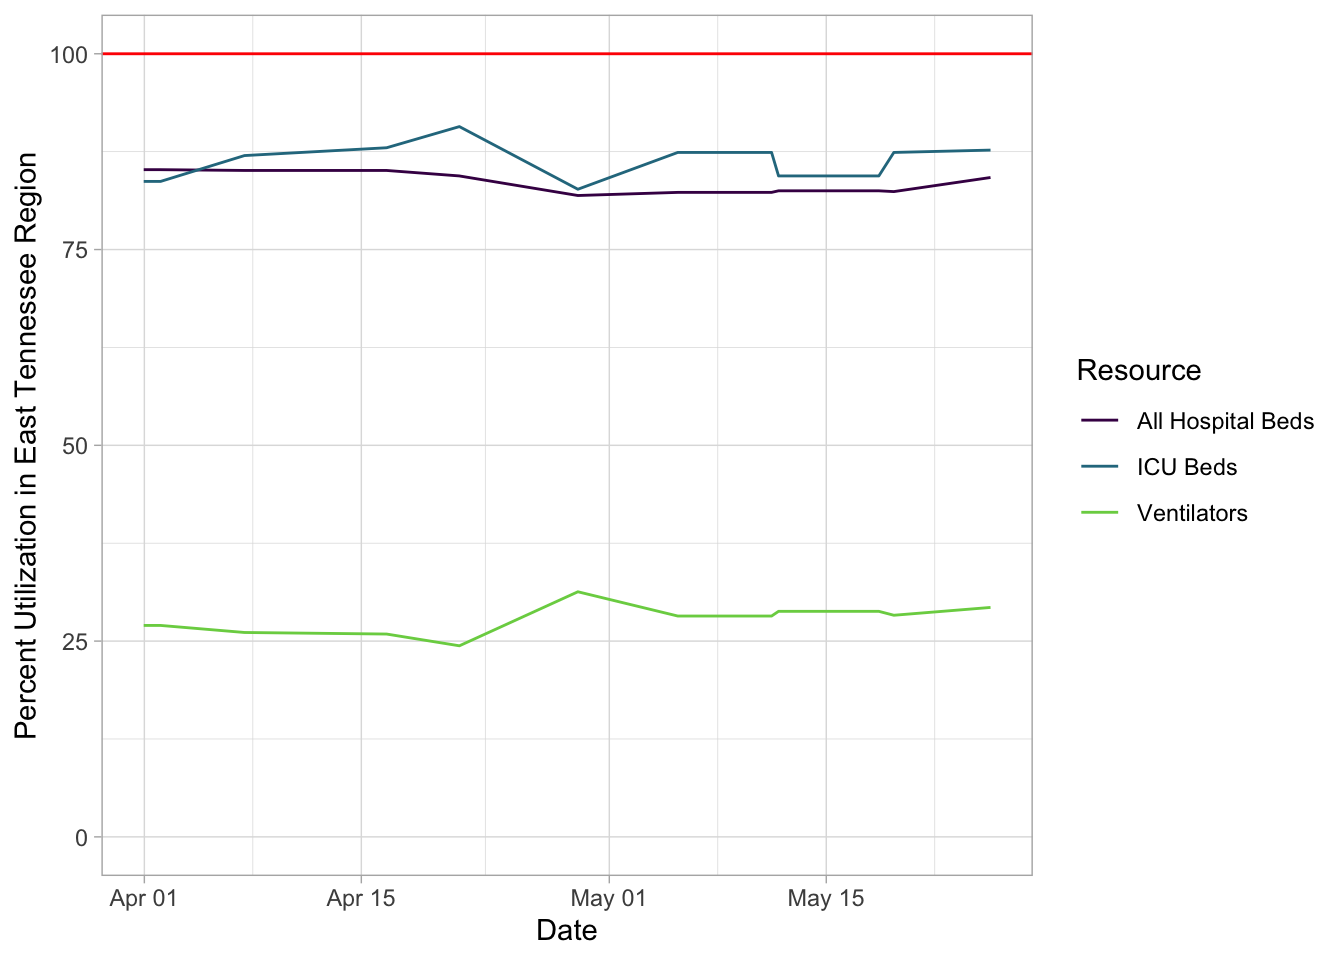 Percent Utilization in East Tennessee Region
100
75
50
25
0
Apr 01
Apr 15
May 01
May 15
Date
Resource
All Hospital Beds
ICU Beds
Ventilators